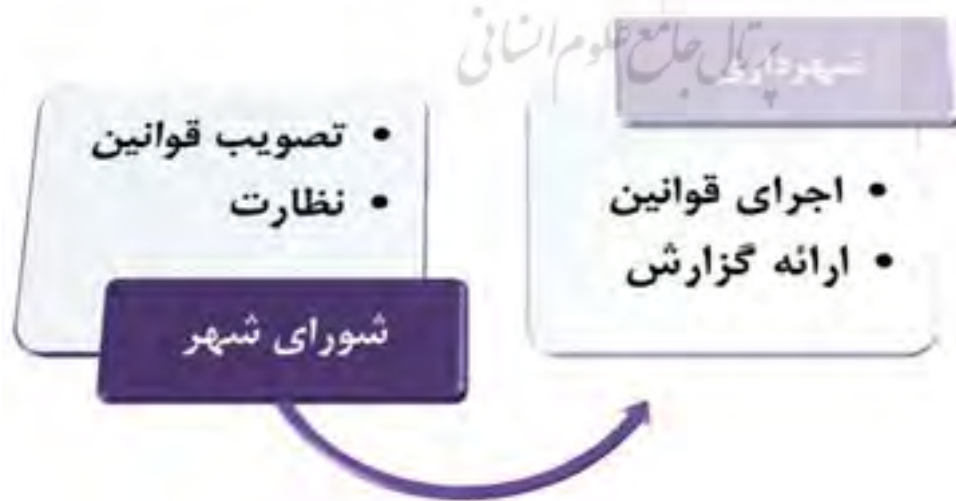 پرتال جامع علوم انسانی
شهرداری
• اجرای قوانین
• ارائه گزارش
• تصویب قوانین
• نظارت
شورای شهر